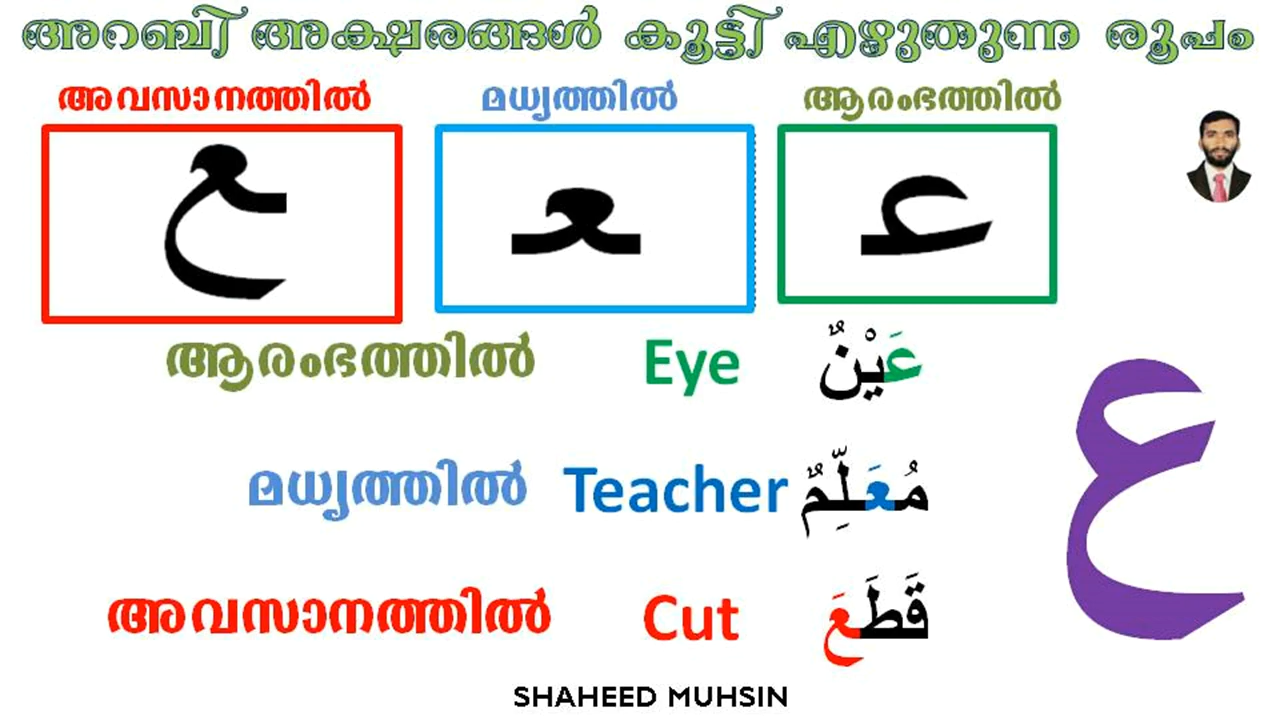 അറബി അക്ഷരങ്ങൾ കൂട്ടി എഴുതുന്ന രൂപം
അവസാനത്തിൽ മധ്യത്തിൽ ആരംഭത്തിൽ
ـع ـعـ عـ
ആരംഭത്തിൽ Eye عَيْنٌ
ع
മധ്യത്തിൽ Teacher مُعَلِّمٌ
അവസാനത്തിൽ Cut قَطَعَ
SHAHEED MUHSIN